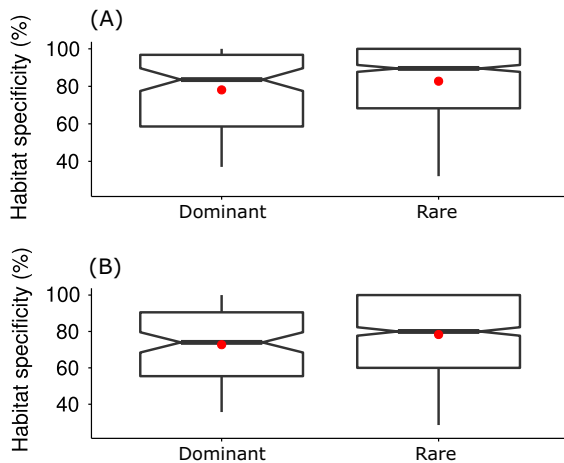 (A)
Habitat specificity (%)
100
80
60
40
Dominant Rare
(B)
Habitat specificity (%)
100
80
60
40
Dominant Rare